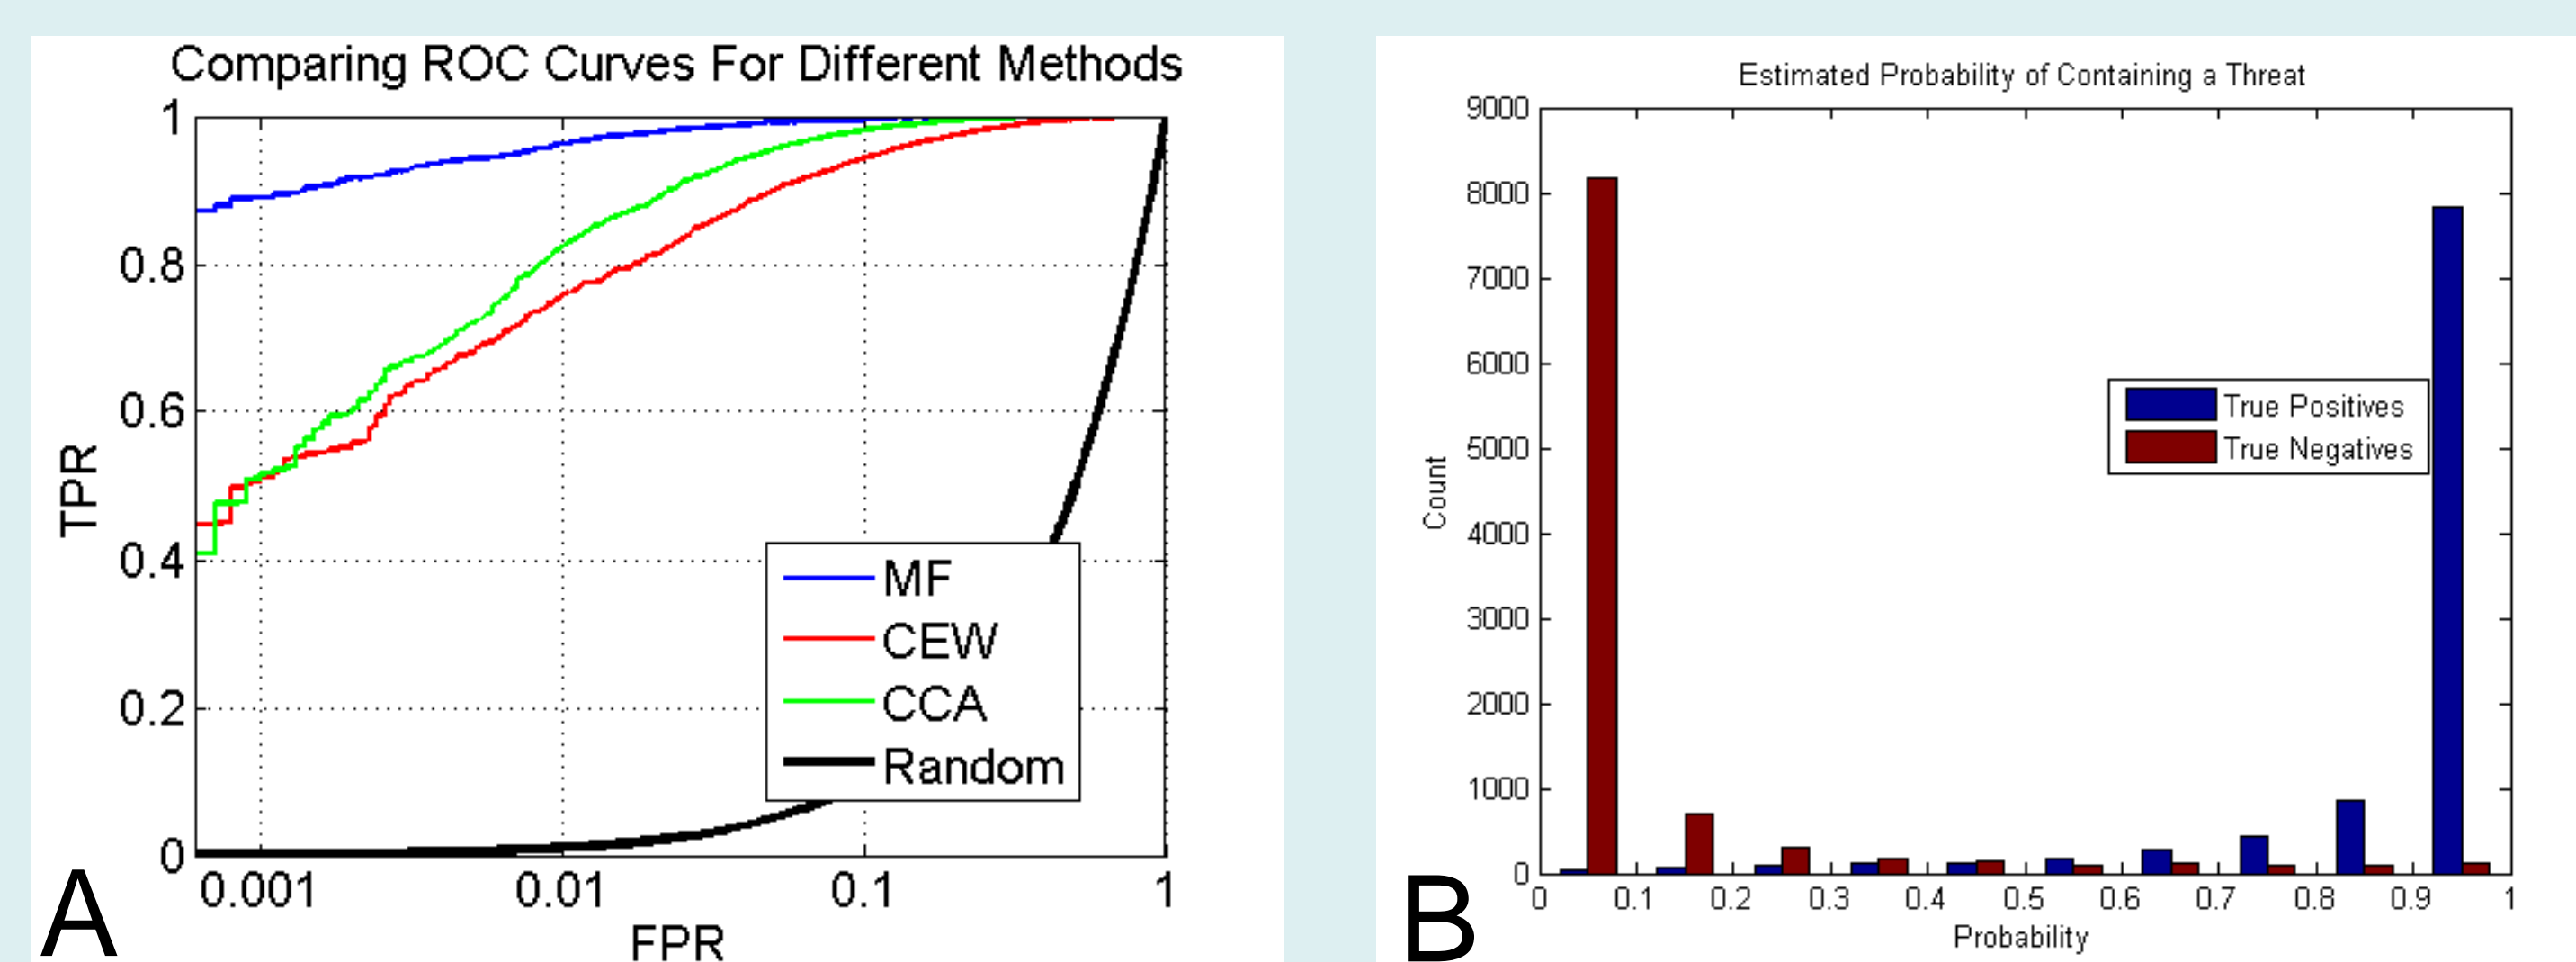 Comparing ROC Curves For Different Methods
1
0.8
0.6
0.4
0.2
0
TPR
MF
CEW
CCA
Random
0.001 0.01 0.1 1
FPR
A
Estimated Probability of Containing a Threat
9000
8000
7000
6000
5000
4000
3000
2000
1000
0
Count
True Positives
True Negatives
0 0.1 0.2 0.3 0.4 0.5 0.6 0.7 0.8 0.9 1
Probability
B